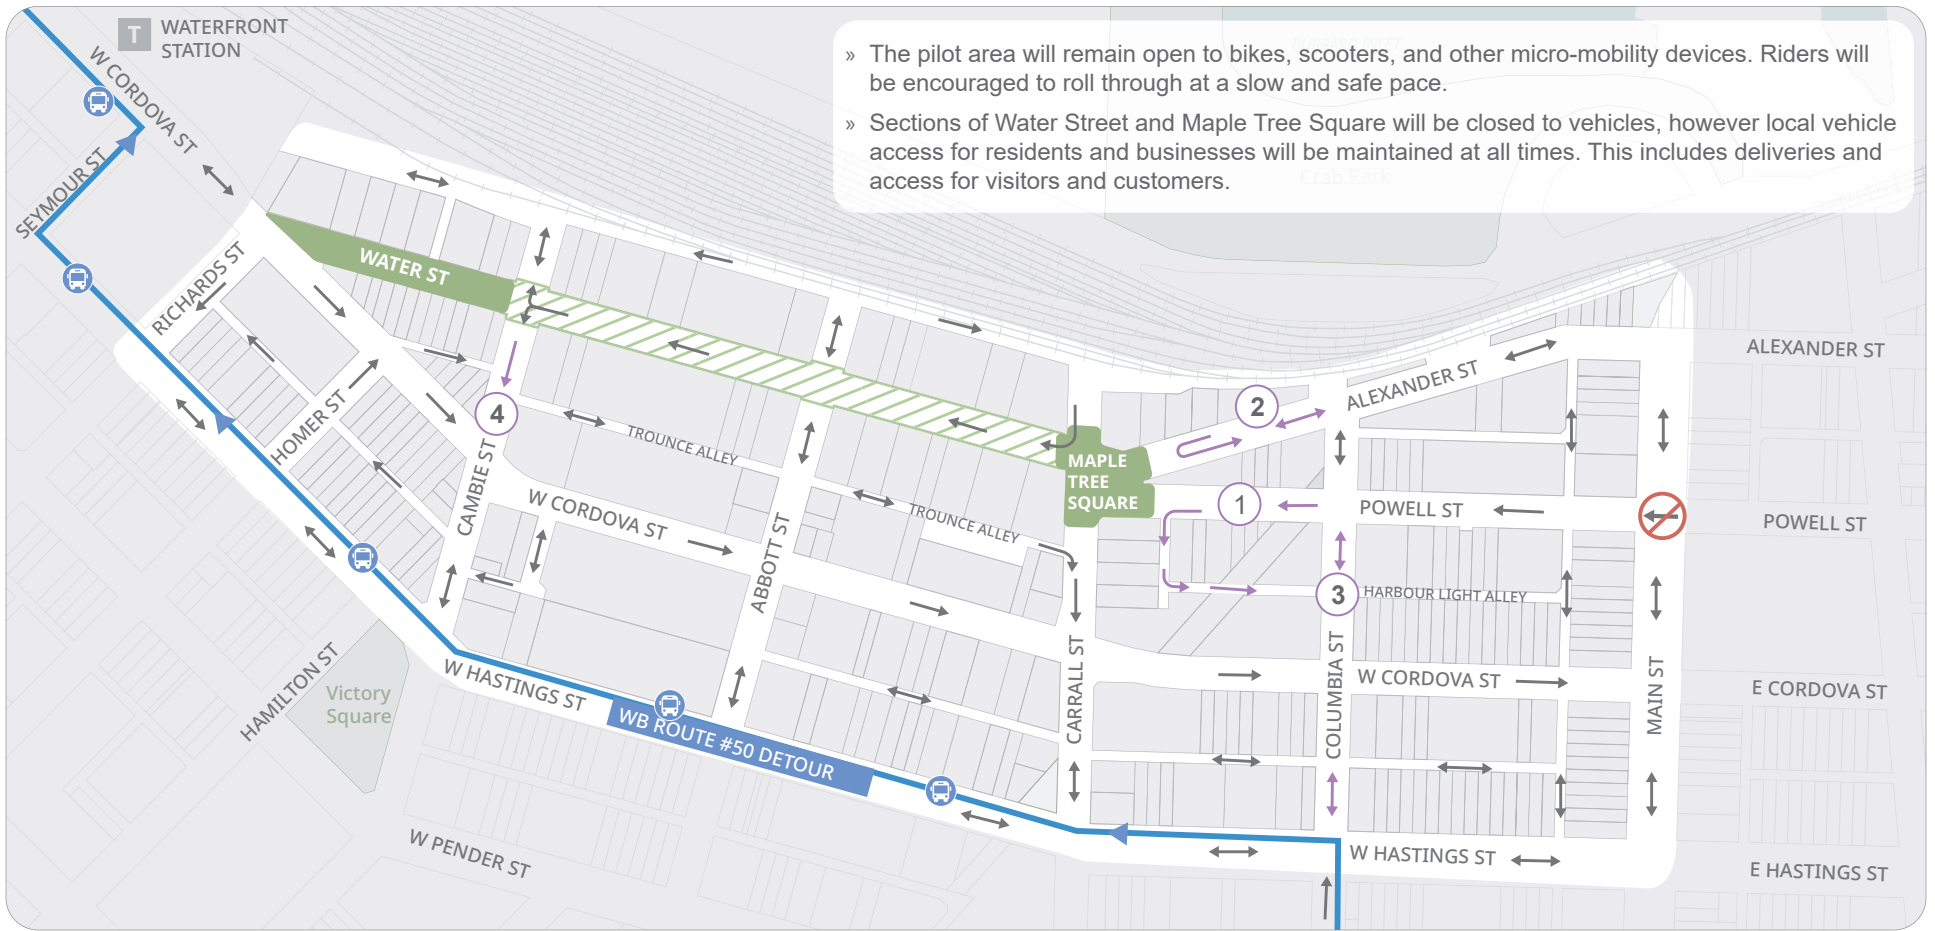 T
WATERFRONT
STATION
» The pilot area will remain open to bikes, scooters, and other micro-mobility devices. Riders will
be encouraged to roll through at a slow and safe pace.
» Sections of Water Street and Maple Tree Square will be closed to vehicles, however local vehicle
access for residents and businesses will be maintained at all times. This includes deliveries and
access for visitors and customers.
Crab Park
W CORDOVA ST
SEYMOUR ST
RICHARDS ST
WATER ST
HOMER ST
4
CAMBIE ST
TROUNCE ALLEY
W CORDOVA ST
ABBOTT ST
TROUNCE ALLEY
MAPLE
TREE
SQUARE
2
ALEXANDER ST
ALEXANDER ST
1
POWELL ST
POWELL ST
3
HARBOUR LIGHT ALLEY
CARRALL ST
COLUMBIA ST
W CORDOVA ST
MAIN ST
E CORDOVA ST
HAMILTON ST
Victory
Square
W HASTINGS ST
WB ROUTE #50 DETOUR
W PENDER ST
W HASTINGS ST
E HASTINGS ST